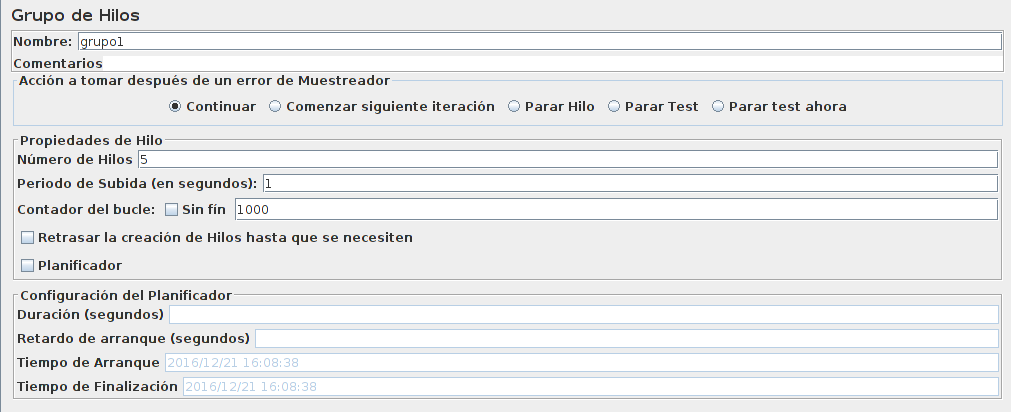 Grupo de Hilos
Nombre: grupo1
Comentarios
Acción a tomar después de un error de Muestreador
Continuar Comenzar siguiente iteración Parar Hilo Parar Test Parar test ahora
Propiedades de Hilo
Número de Hilos 5
Periodo de Subida (en segundos): 1
Contador del bucle: Sin fín 1000
Retrasar la creación de Hilos hasta que se necesiten
Planificador
Configuración del Planificador
Duración (segundos)
Retardo de arranque (segundos)
Tiempo de Arranque 2016/12/21 16:08:38
Tiempo de Finalización 2016/12/21 16:08:38